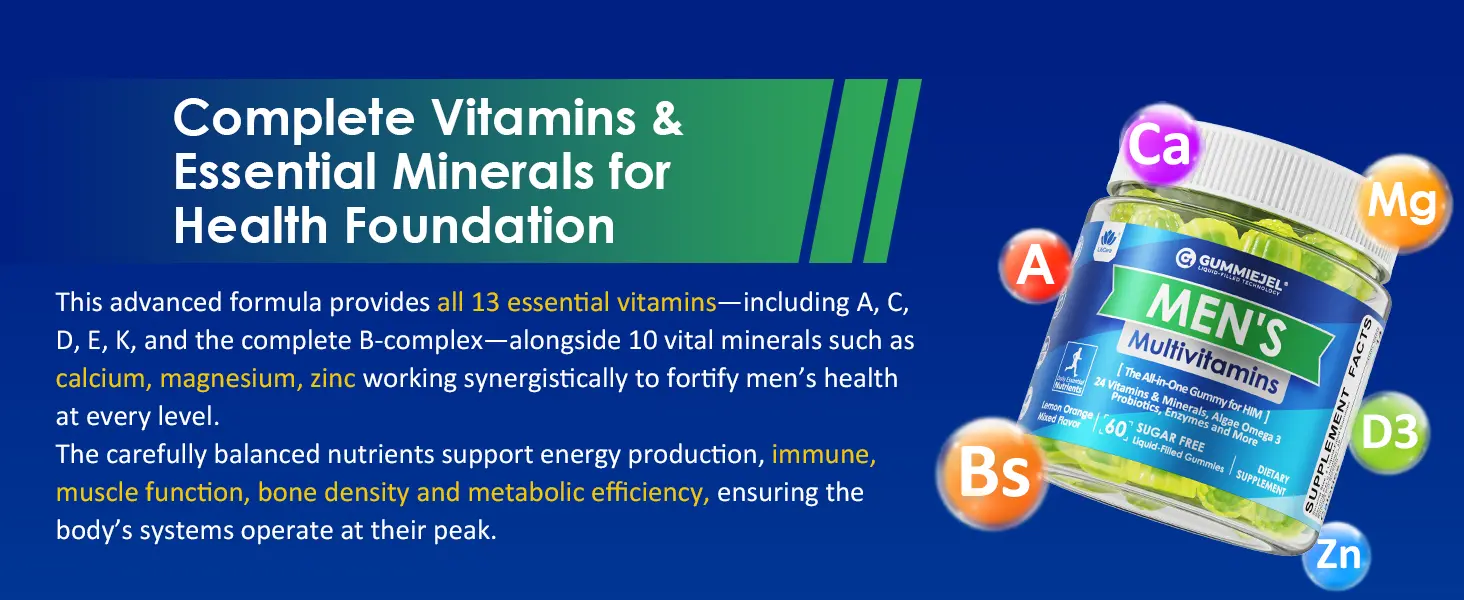 Complete Vitamins &
Essential Minerals for
Health Foundation
This advanced formula provides all 13 essential vitamins—including A, C,
D, E, K, and the complete B-complex—alongside 10 vital minerals such as
calcium, magnesium, zinc working synergistically to fortify men's health
at every level.
The carefully balanced nutrients support energy production, immune,
muscle function, bone density and metabolic efficiency, ensuring the
body's systems operate at their peak.
Ca
Mg
A
Bs
D3
Zn
GUMMIEJEL®
LIQUID-FILLED TECHNOLOGY
MEN'S
Multivitamins
[ The All-in-One Gummy for HIM ]
24 Vitamins & Minerals, Algae Omega 3
Probiotics, Enzymes and More
Daily Essential
Nutrients
Lemon Orange
Mixed Flavor
60
SUGAR FREE
Liquid-Filled Gummies
DIETARY
SUPPLEMENT
SUPPLEMENT FACTS